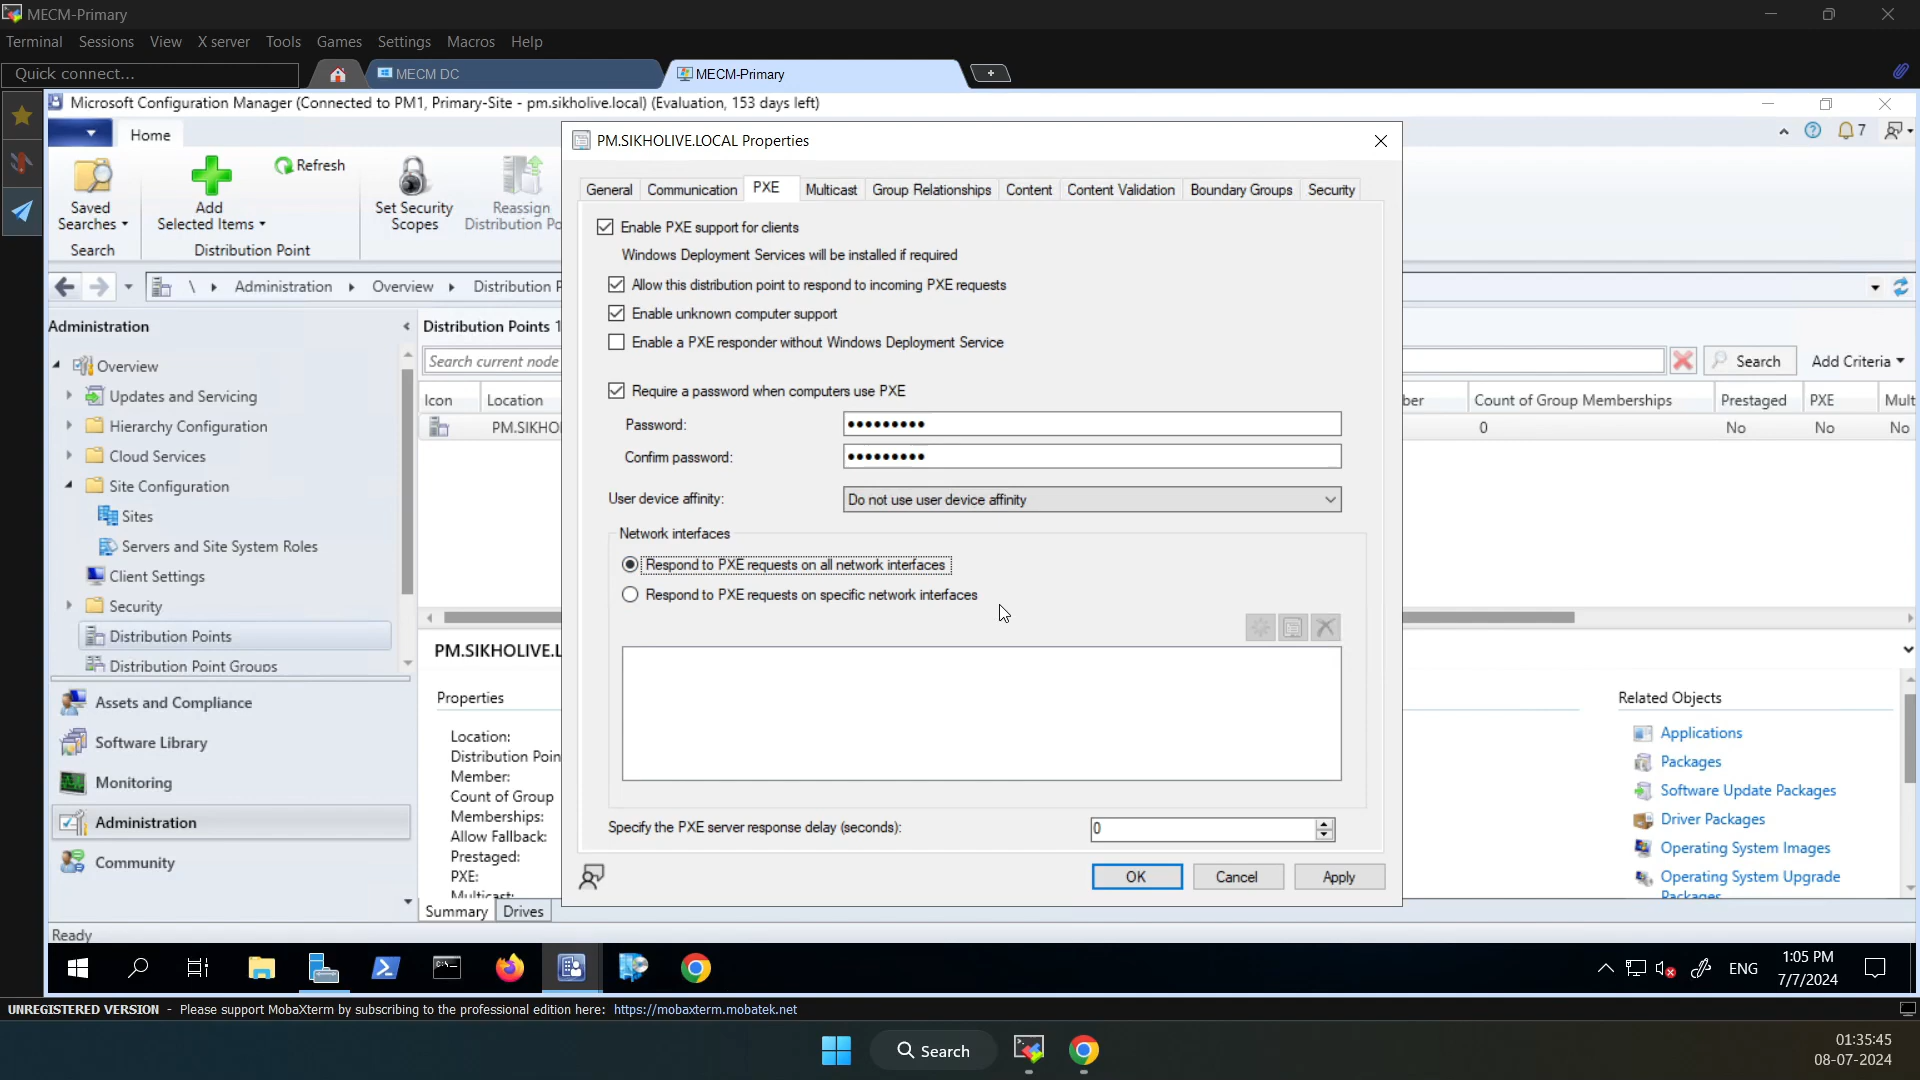 MECM-Primary
Terminal Sessions View X server Tools Games Settings Macros Help
Quick connect...
MECM DC
MECM-Primary
Microsoft Configuration Manager (Connected to PM1, Primary-Site - pm.sikholive.local) (Evaluation, 153 days left)
Home
7
Saved Searches
Search
Add Selected Items
Refresh
Distribution Point
Set Security Scopes
Reassign Distribution Po
\ Administration Overview Distribution P
Administration
Overview
Updates and Servicing
Hierarchy Configuration
Cloud Services
Site Configuration
Sites
Servers and Site System Roles
Client Settings
Security
Distribution Points
Distribution Point Groups
Assets and Compliance
Software Library
Monitoring
Administration
Community
Ready
Distribution Points 1
Search current node
Search
Add Criteria
Icon Location
ber Count of Group Memberships Prestaged PXE Mult
PM.SIKHO
0 No No No
PM.SIKHOLIVE.L
Properties
Location:
Distribution Poin
Member:
Count of Group
Memberships:
Allow Fallback:
Prestaged:
PXE:
Multicast:
Summary Drives
Related Objects
Applications
Packages
Software Update Packages
Driver Packages
Operating System Images
Operating System Upgrade
Packages
PM.SIKHOLIVE.LOCAL Properties
General Communication PXE Multicast Group Relationships Content Content Validation Boundary Groups Security
Enable PXE support for clients
Windows Deployment Services will be installed if required
Allow this distribution point to respond to incoming PXE requests
Enable unknown computer support
Enable a PXE responder without Windows Deployment Service
Require a password when computers use PXE
Password: •••••••••
Confirm password: •••••••••
User device affinity: Do not use user device affinity
Network interfaces
Respond to PXE requests on all network interfaces
Respond to PXE requests on specific network interfaces
Specify the PXE server response delay (seconds): 0
OK Cancel Apply
ENG
1:05 PM
7/7/2024
UNREGISTERED VERSION - Please support MobaXterm by subscribing to the professional edition here: https://mobaxterm.mobatek.net
Search
01:35:45
08-07-2024